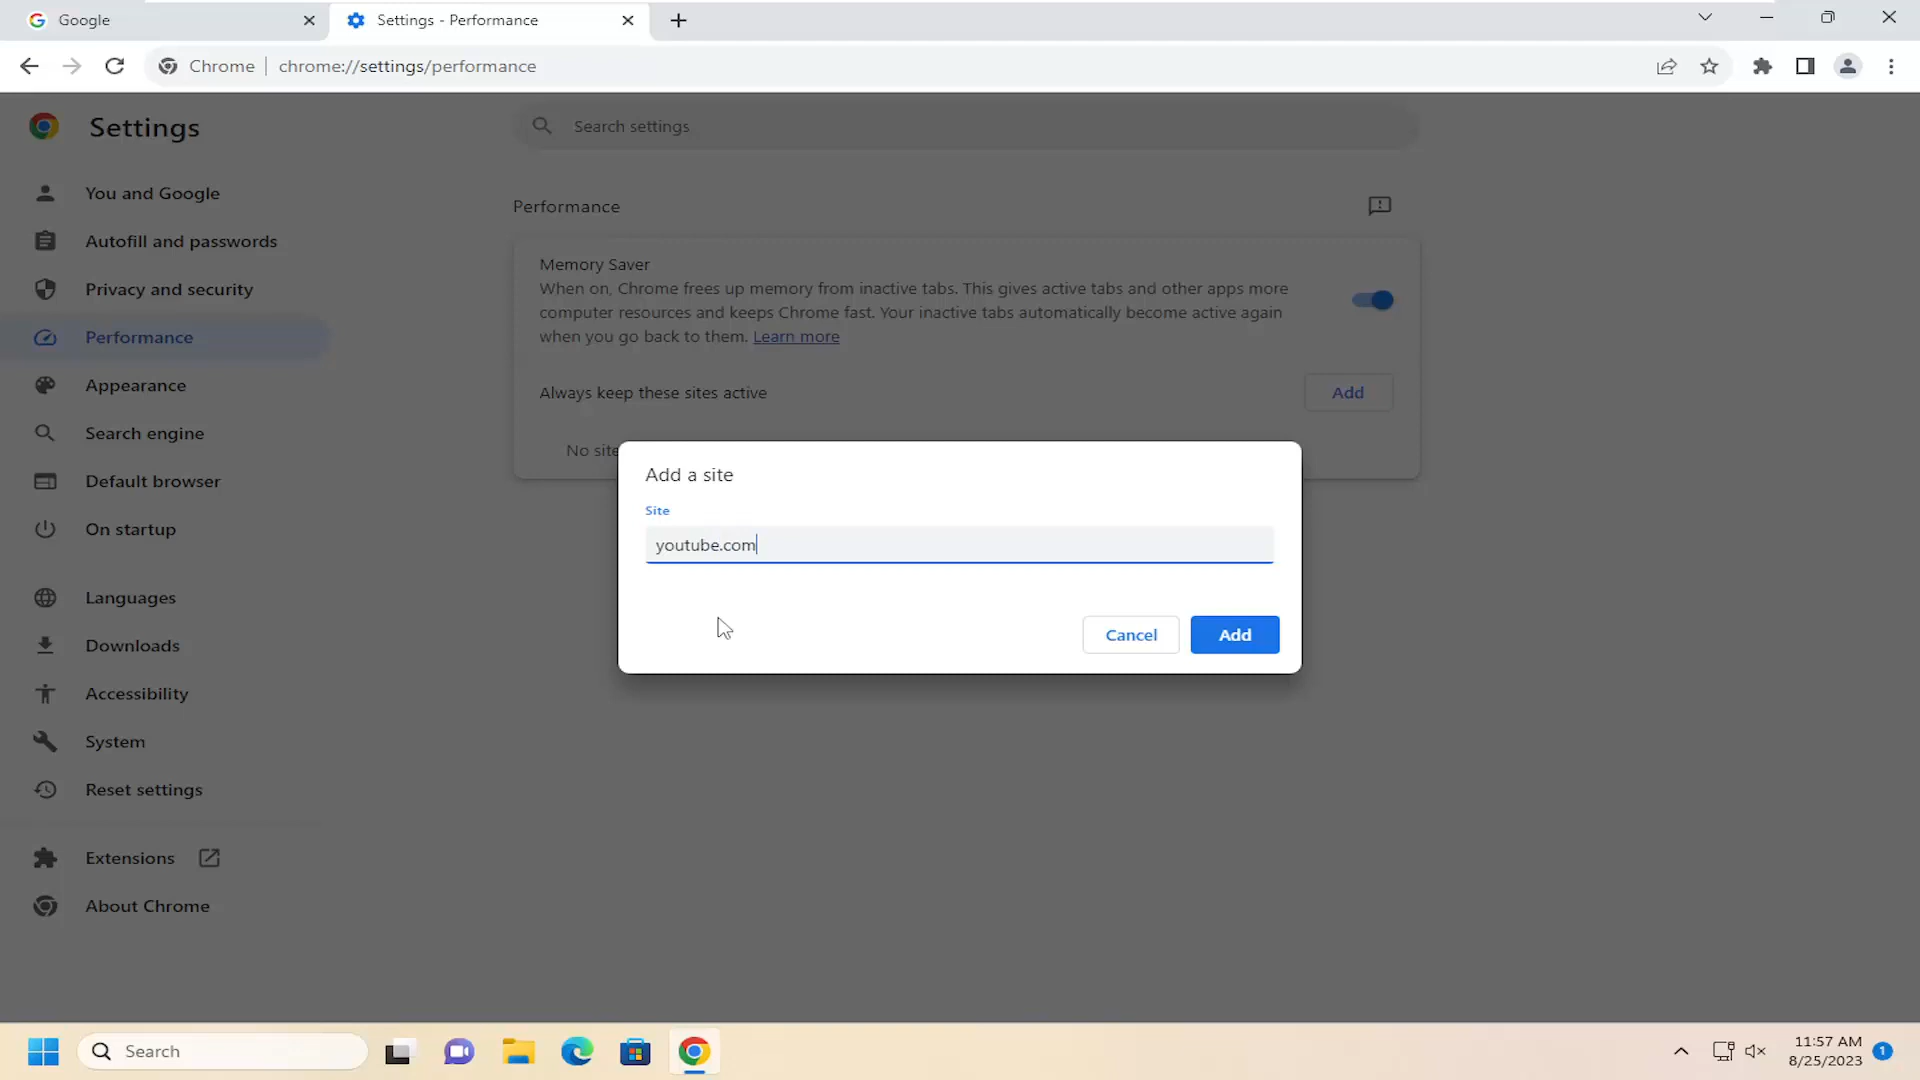 Google
Settings - Performance
Chrome
chrome://settings/performance
Settings
Search settings
You and Google
Autofill and passwords
Privacy and security
Performance
Appearance
Search engine
Default browser
On startup
Languages
Downloads
Accessibility
System
Reset settings
Extensions
About Chrome
Performance
Memory Saver
When on, Chrome frees up memory from inactive tabs. This gives active tabs and other apps more
computer resources and keeps Chrome fast. Your inactive tabs automatically become active again
when you go back to them. Learn more
Always keep these sites active
Add
No site
Add a site
Site
youtube.com
Cancel
Add
Search
11:57 AM
8/25/2023
1